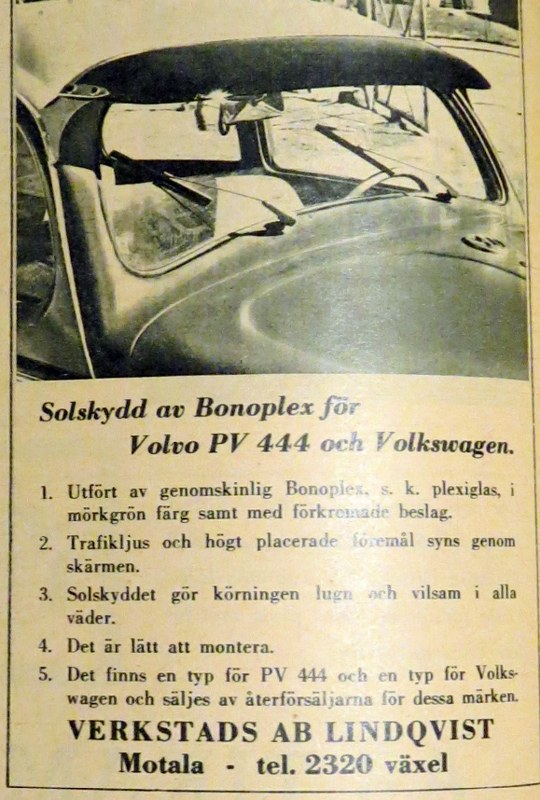 Solskydd av Bonoplex för
Volvo PV 444 och Volkswagen.
1. Utfört av genomskinlig Bonoplex, s. k. plexiglas, i
mörkgrön färg samt med förkromade beslag.
2. Trafikljus och högt placerade föremål syns genom
skärmen.
3. Solskyddet gör körningen lugn och vilsam i alla
väder.
4. Det är lätt att montera.
5. Det finns en typ för PV 444 och en typ för Volks-
wagen och säljes av återförsäljarna för dessa märken.
VERKSTADS AB LINDQVIST
Motala - tel. 2320 växel